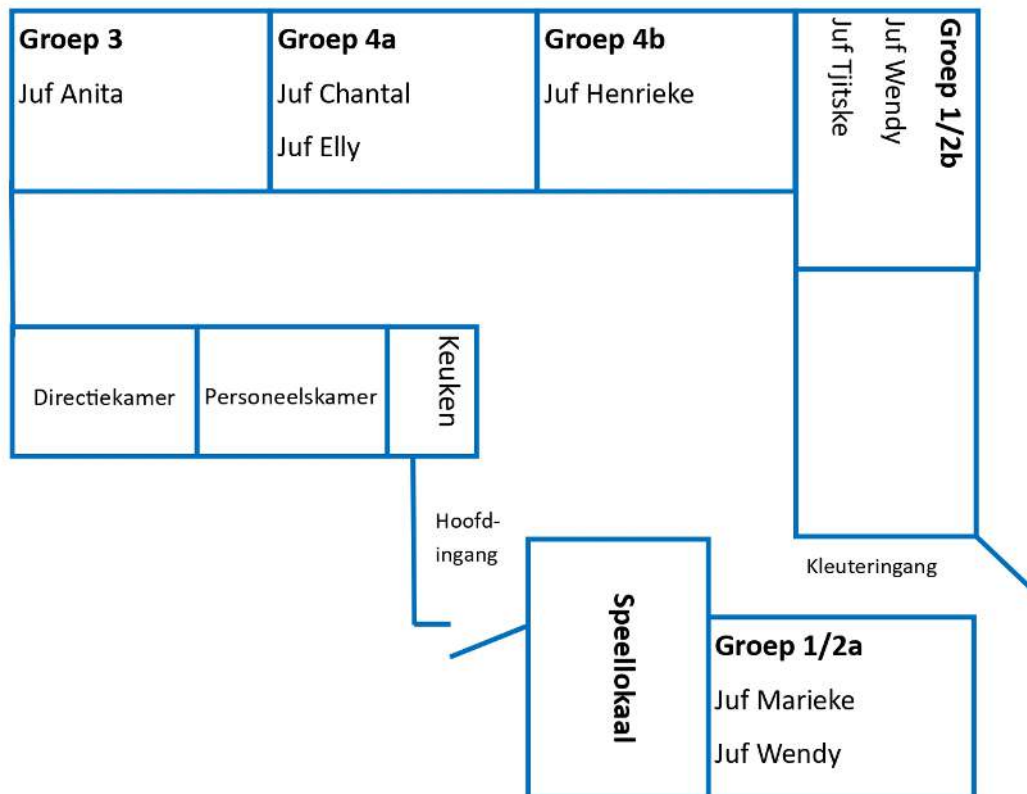 Groep 3
Juf Anita
Groep 4a
Juf Chantal
Juf Elly
Groep 4b
Juf Henrieke
Groep 1/2b
Juf Wendy
Juf Tjitske
Directiekamer
Personeelskamer
Keuken
Hoofd-
ingang
Kleuteringang
Speellokaal
Groep 1/2a
Juf Marieke
Juf Wendy